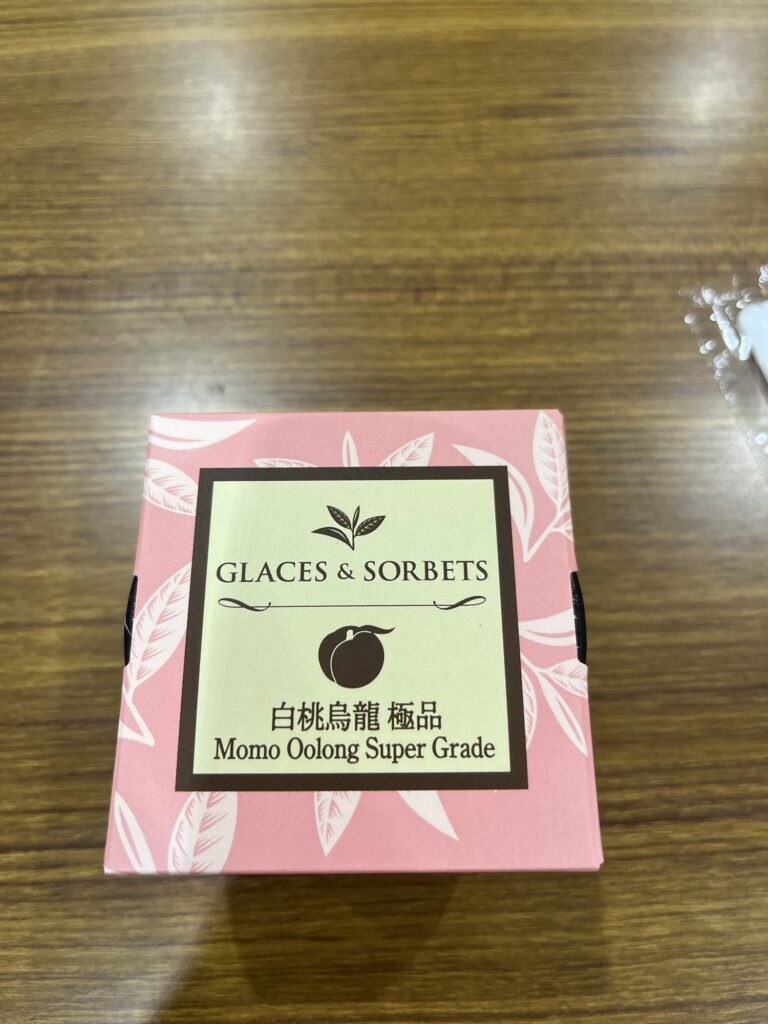 GLACES & SORBETS
白桃烏龍 極品
Momo Oolong Super Grade